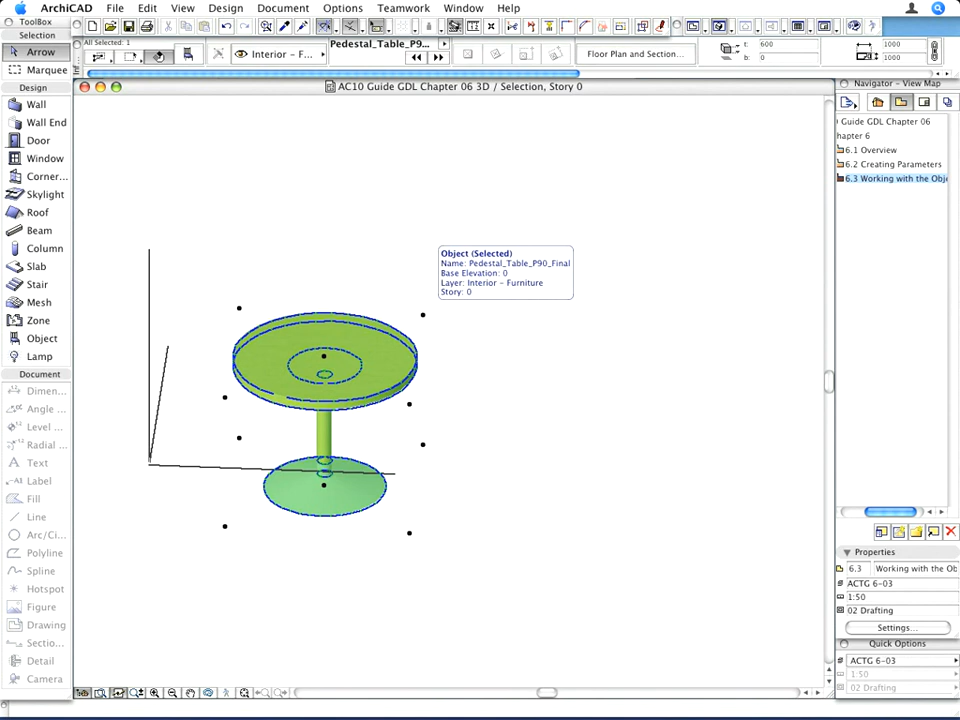 ArchiCAD File Edit View Design Document Options Teamwork Window Help
ToolBox
Selection
Arrow
Marquee
Design
Wall
Wall End
Door
Window
Corner...
Skylight
Roof
Beam
Column
Slab
Stair
Mesh
Zone
Object
Lamp
Document
Dimen...
Angle ...
Level ...
Radial ...
Text
Label
Fill
Line
Arc/Ci...
Polyline
Spline
Hotspot
Figure
Drawing
Sectio...
Detail
Camera
All Selected: 1
Interior - F...
Pedestal_Table_P9...
Floor Plan and Section...
t: 600
b: 0
1000
1000
AC10 Guide GDL Chapter 06 3D / Selection, Story 0
Object (Selected)
Name: Pedestal_Table_P90_Final
Base Elevation: 0
Layer: Interior - Furniture
Story: 0
Navigator - View Map
Guide GDL Chapter 06
hapter 6
6.1 Overview
6.2 Creating Parameters
6.3 Working with the Obje
Properties
6.3 Working with the Ob
ACTG 6-03
1:50
02 Drafting
Settings...
Quick Options
ACTG 6-03
1:50
02 Drafting